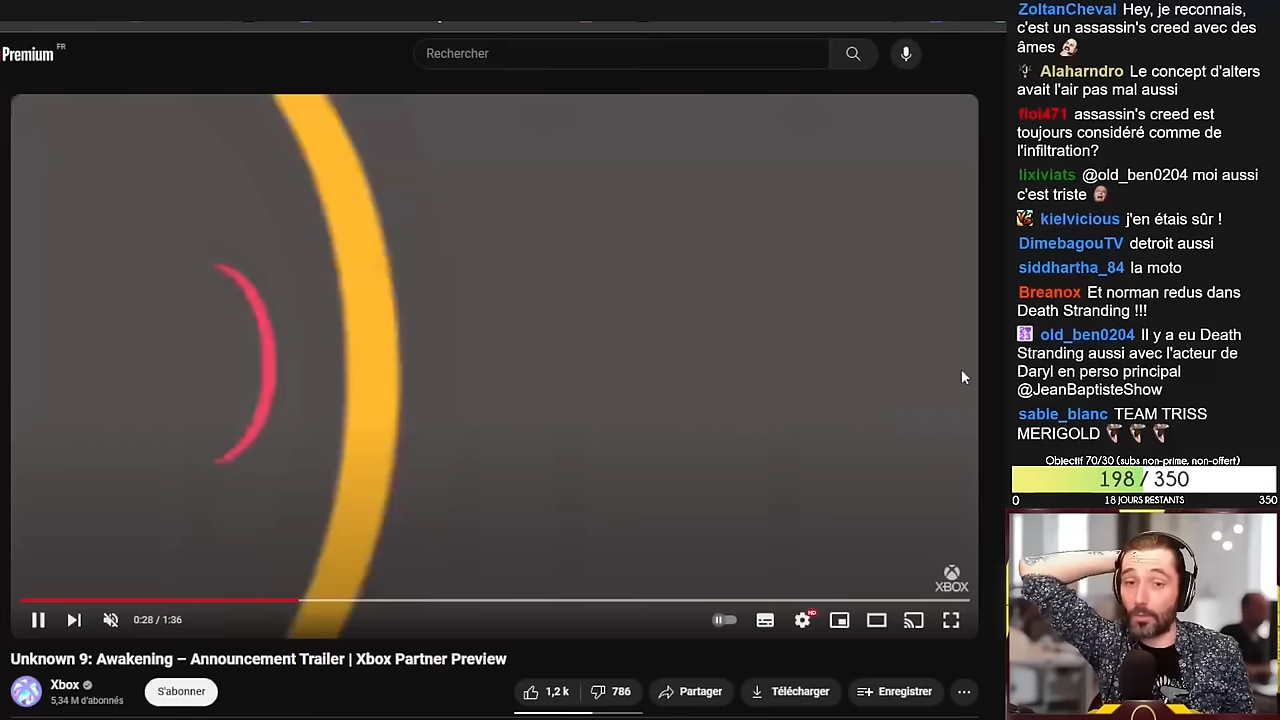 Premium FR
Rechercher
XBOX
0:28 / 1:36
HD
Unknown 9: Awakening – Announcement Trailer | Xbox Partner Preview
Xbox
5,34 M d'abonnés
S'abonner
1,2 k
786
Partager
Télécharger
Enregistrer
ZoltanCheval Hey, je reconnais,
c'est un assassin's creed avec des
âmes
Alaharndro Le concept d'alters
avait l'air pas mal aussi
assassin's creed est
toujours considéré comme de
l'infiltration?
lixiviats @old_ben0204 moi aussi
c'est triste
kielvicious j'en étais sûr !
DimebagouTV detroit aussi
siddhartha_84 la moto
Breanox Et norman redus dans
Death Stranding !!!
old_ben0204 Il y a eu Death
Stranding aussi avec l'acteur de
Daryl en perso principal
@JeanBaptisteShow
sable_blanc TEAM TRISS
MERIGOLD
Objectif 70/30 (subs non-prime, non-offert)
198 / 350
0 18 JOURS RESTANTS 350